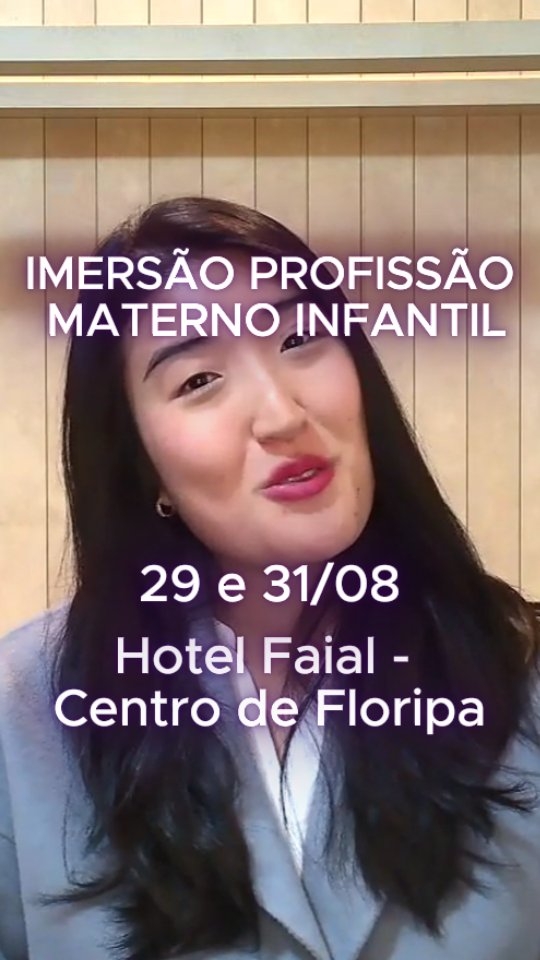 IMERSÃO PROFISSÃO
MATERNO INFANTIL
29 e 31/08
Hotel Faial -
Centro de Floripa